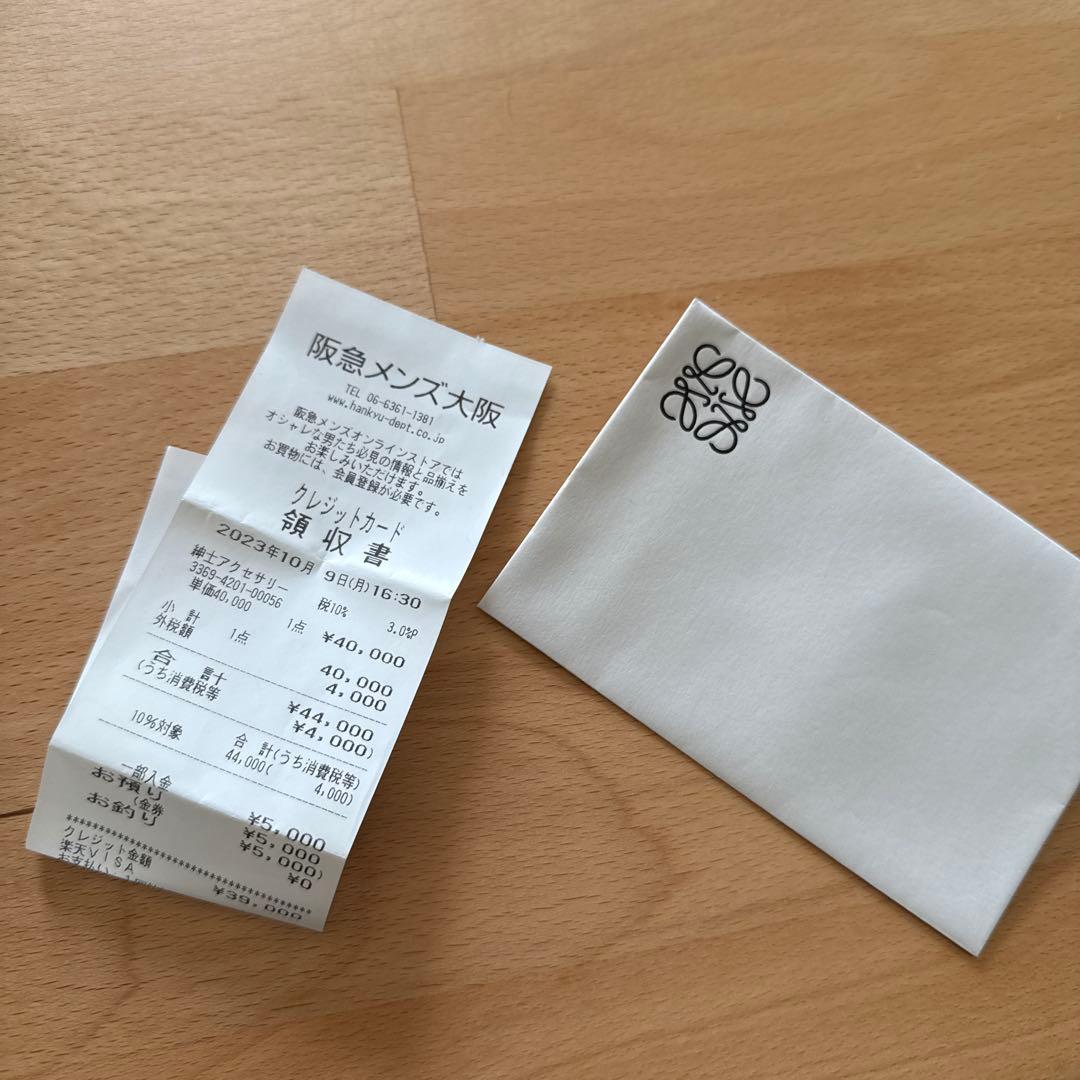 阪急メンズ大阪
TEL 06-6361-1381
www.hankyu-dept.co.jp
阪急メンズオンラインストアでは
オシャレな男たち必見の情報と品揃えを
お楽しみいただけます。
お買物には、会員登録が必要です。
クレジットカード
領収書
2023年10月 9日(月)16:30
紳士アクセサリー 税10% 3.0%P
3369-4201-00056
単価40,000 1点 ¥40,000
小計 1点 40,000
外税額 4,000
合計 ¥44,000
(うち消費税等 ¥4,000)
合計(うち消費税等)
10%対象 44,000( 4,000)
一部入金 ¥5,000
お預り ¥5,000
(金券 ¥5,000)
お釣り ¥0
****************************************
クレジット金額 ¥39,000
楽天VISA
お支払い